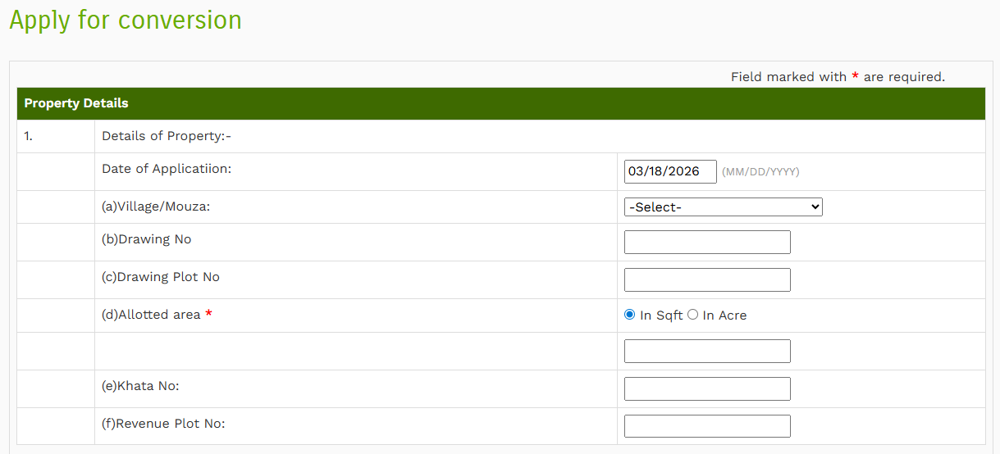 Apply for conversion
Field marked with * are required.
Property Details
1. Details of Property:-
Date of Applicatiion: 03/18/2026 (MM/DD/YYYY)
(a)Village/Mouza: -Select-
(b)Drawing No
(c)Drawing Plot No
(d)Allotted area * In Sqft In Acre
(e)Khata No:
(f)Revenue Plot No: